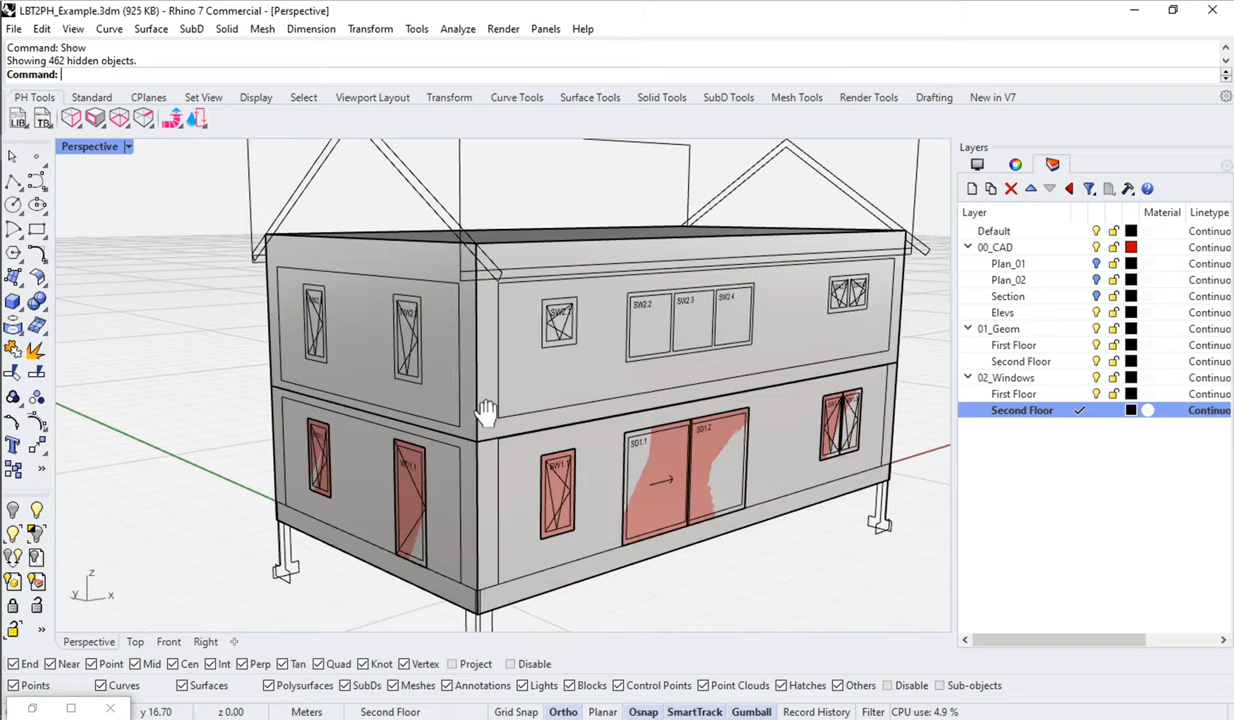 LBT2PH_Example.3dm (925 KB) - Rhino 7 Commercial - [Perspective]
File Edit View Curve Surface SubD Solid Mesh Dimension Transform Tools Analyze Render Panels Help
Command: Show
Showing 462 hidden objects.
Command:
PH Tools Standard CPlanes Set View Display Select Viewport Layout Transform Curve Tools Surface Tools Solid Tools SubD Tools Mesh Tools Render Tools Drafting New in V7
LIB TB
Perspective
Layers
Layer Material Linetype
Default Continuo
00_CAD Continuo
Plan_01 Continuo
Plan_02 Continuo
Section Continuo
Elevs Continuo
01_Geom Continuo
First Floor Continuo
Second Floor Continuo
02_Windows Continuo
First Floor Continuo
Second Floor Continuo
SW2.2 SW2.3 SW2.4
SD1.1 SD1.2
z
y x
Perspective Top Front Right
End Near Point Mid Cen Int Perp Tan Quad Knot Vertex Project Disable
Points Curves Surfaces Polysurfaces SubDs Meshes Annotations Lights Blocks Control Points Point Clouds Hatches Others Disable Sub-objects
y 16.70 z 0.00 Meters Second Floor Grid Snap Ortho Planar Osnap SmartTrack Gumball Record History Filter CPU use: 4.9 %